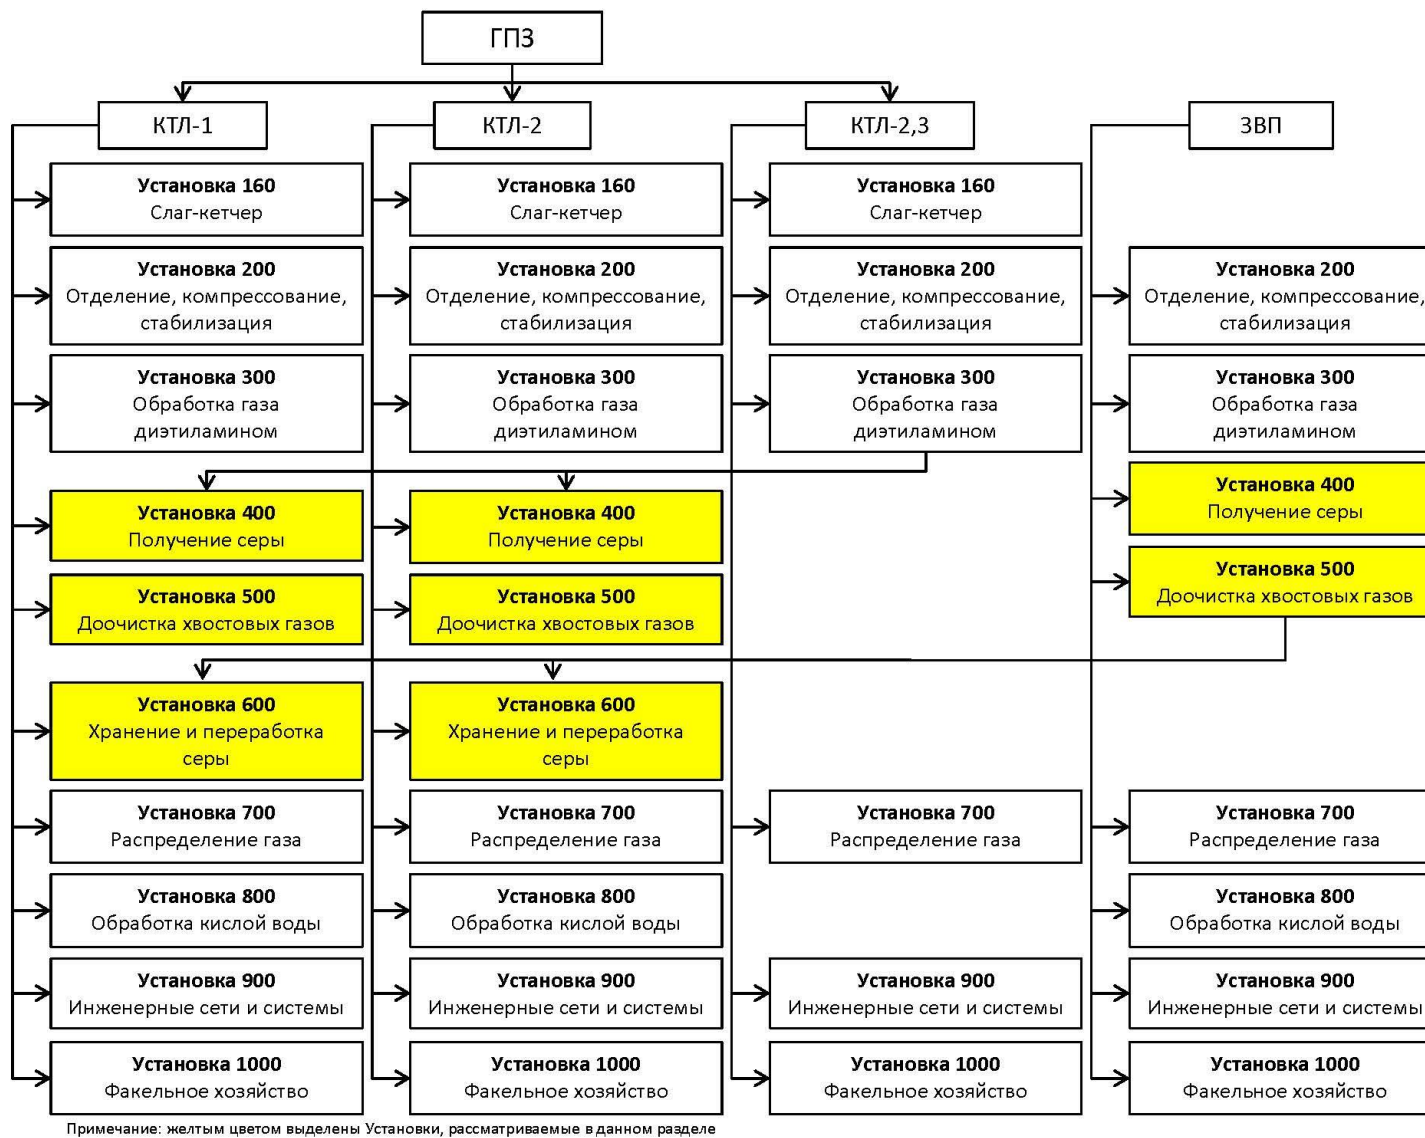 ГПЗ
КТЛ-1
КТЛ-2
КТЛ-2,3
ЗВП
Установка 160
Слаг-кетчер
Установка 160
Слаг-кетчер
Установка 160
Слаг-кетчер
Установка 200
Отделение, компрессование,
стабилизация
Установка 200
Отделение, компрессование,
стабилизация
Установка 200
Отделение, компрессование,
стабилизация
Установка 200
Отделение, компрессование,
стабилизация
Установка 300
Обработка газа
диэтиламином
Установка 300
Обработка газа
диэтиламином
Установка 300
Обработка газа
диэтиламином
Установка 300
Обработка газа
диэтиламином
Установка 400
Получение серы
Установка 400
Получение серы
Установка 400
Получение серы
Установка 500
Доочистка хвостовых газов
Установка 500
Доочистка хвостовых газов
Установка 500
Доочистка хвостовых газов
Установка 600
Хранение и переработка
серы
Установка 600
Хранение и переработка
серы
Установка 700
Распределение газа
Установка 700
Распределение газа
Установка 700
Распределение газа
Установка 700
Распределение газа
Установка 800
Обработка кислой воды
Установка 800
Обработка кислой воды
Установка 800
Обработка кислой воды
Установка 900
Инженерные сети и системы
Установка 900
Инженерные сети и системы
Установка 900
Инженерные сети и системы
Установка 900
Инженерные сети и системы
Установка 1000
Факельное хозяйство
Установка 1000
Факельное хозяйство
Установка 1000
Факельное хозяйство
Установка 1000
Факельное хозяйство
Примечание: желтым цветом выделены Установки, рассматриваемые в данном разделе